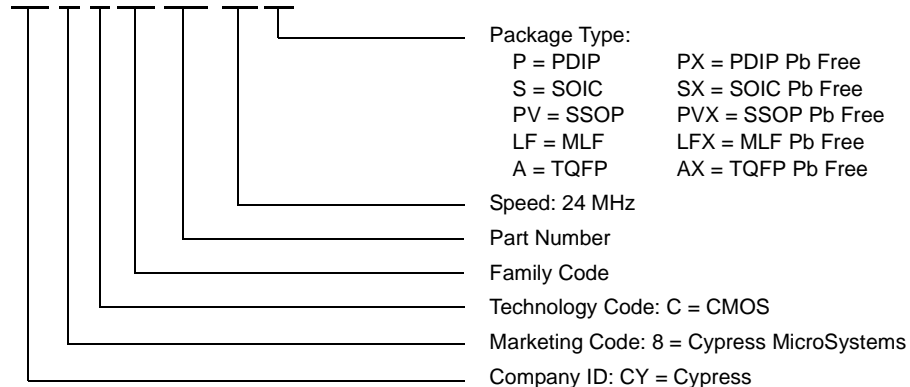 Package Type:
P = PDIP PX = PDIP Pb Free
S = SOIC SX = SOIC Pb Free
PV = SSOP PVX = SSOP Pb Free
LF = MLF LFX = MLF Pb Free
A = TQFP AX = TQFP Pb Free
Speed: 24 MHz
Part Number
Family Code
Technology Code: C = CMOS
Marketing Code: 8 = Cypress MicroSystems
Company ID: CY = Cypress